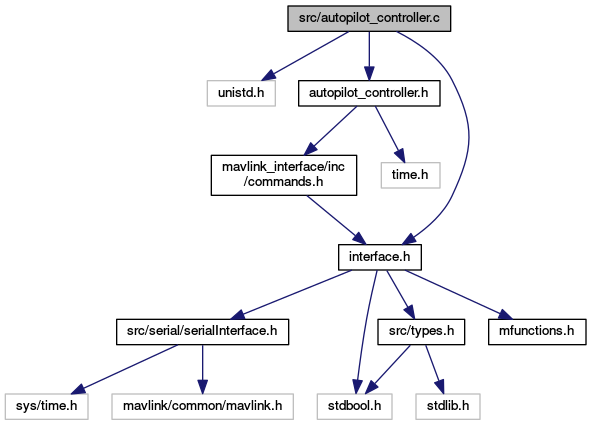 src/autopilot_controller.c
unistd.h
autopilot_controller.h
mavlink_interface/inc
/commands.h
time.h
interface.h
src/serial/serialInterface.h
src/types.h
mfunctions.h
sys/time.h
mavlink/common/mavlink.h
stdbool.h
stdlib.h